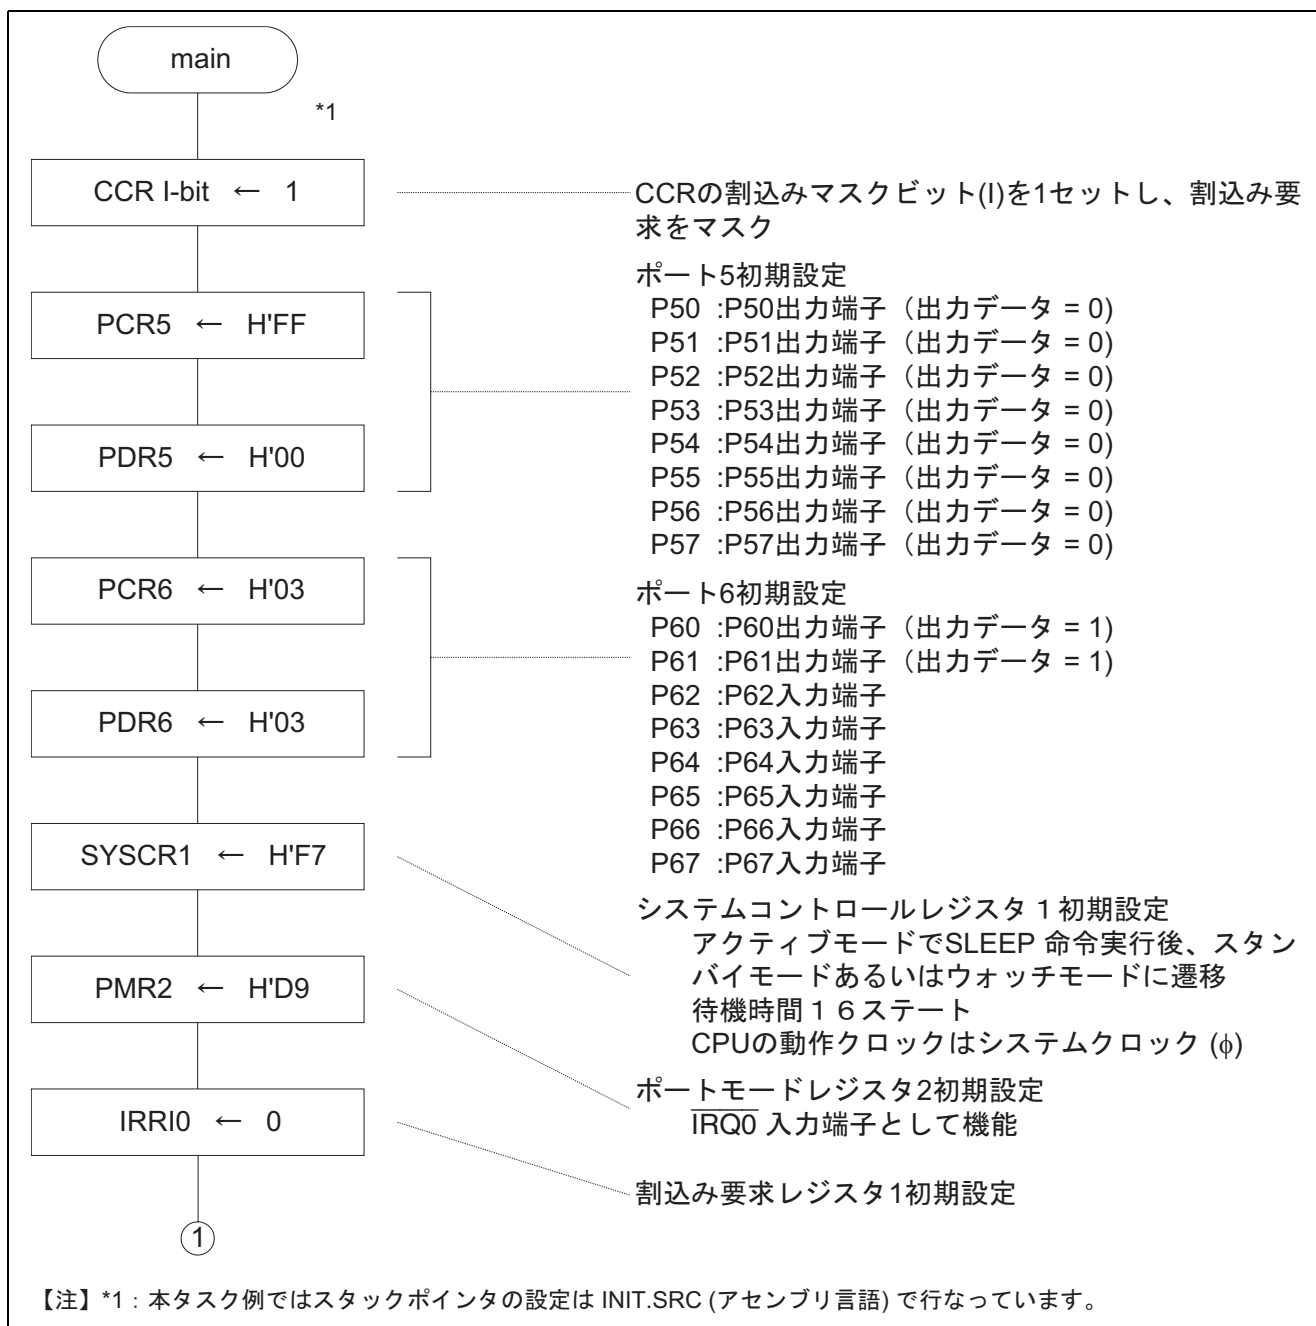 main
*1
CCR I-bit ← 1
CCRの割込みマスクビット(I)を1セットし、割込み要
求をマスク
PCR5 ← H'FF
PDR5 ← H'00
ポート5初期設定
P50 :P50出力端子（出力データ = 0)
P51 :P51出力端子（出力データ = 0)
P52 :P52出力端子（出力データ = 0)
P53 :P53出力端子（出力データ = 0)
P54 :P54出力端子（出力データ = 0)
P55 :P55出力端子（出力データ = 0)
P56 :P56出力端子（出力データ = 0)
P57 :P57出力端子（出力データ = 0)
PCR6 ← H'03
PDR6 ← H'03
ポート6初期設定
P60 :P60出力端子（出力データ = 1)
P61 :P61出力端子（出力データ = 1)
P62 :P62入力端子
P63 :P63入力端子
P64 :P64入力端子
P65 :P65入力端子
P66 :P66入力端子
P67 :P67入力端子
SYSCR1 ← H'F7
システムコントロールレジスタ１初期設定
アクティブモードでSLEEP 命令実行後、スタン
バイモードあるいはウォッチモードに遷移
待機時間１６ステート
CPUの動作クロックはシステムクロック (ϕ)
PMR2 ← H'D9
ポートモードレジスタ2初期設定
I̅R̅Q̅0̅ 入力端子として機能
IRRI0 ← 0
割込み要求レジスタ1初期設定
1
【注】*1：本タスク例ではスタックポインタの設定は INIT.SRC (アセンブリ言語) で行なっています。